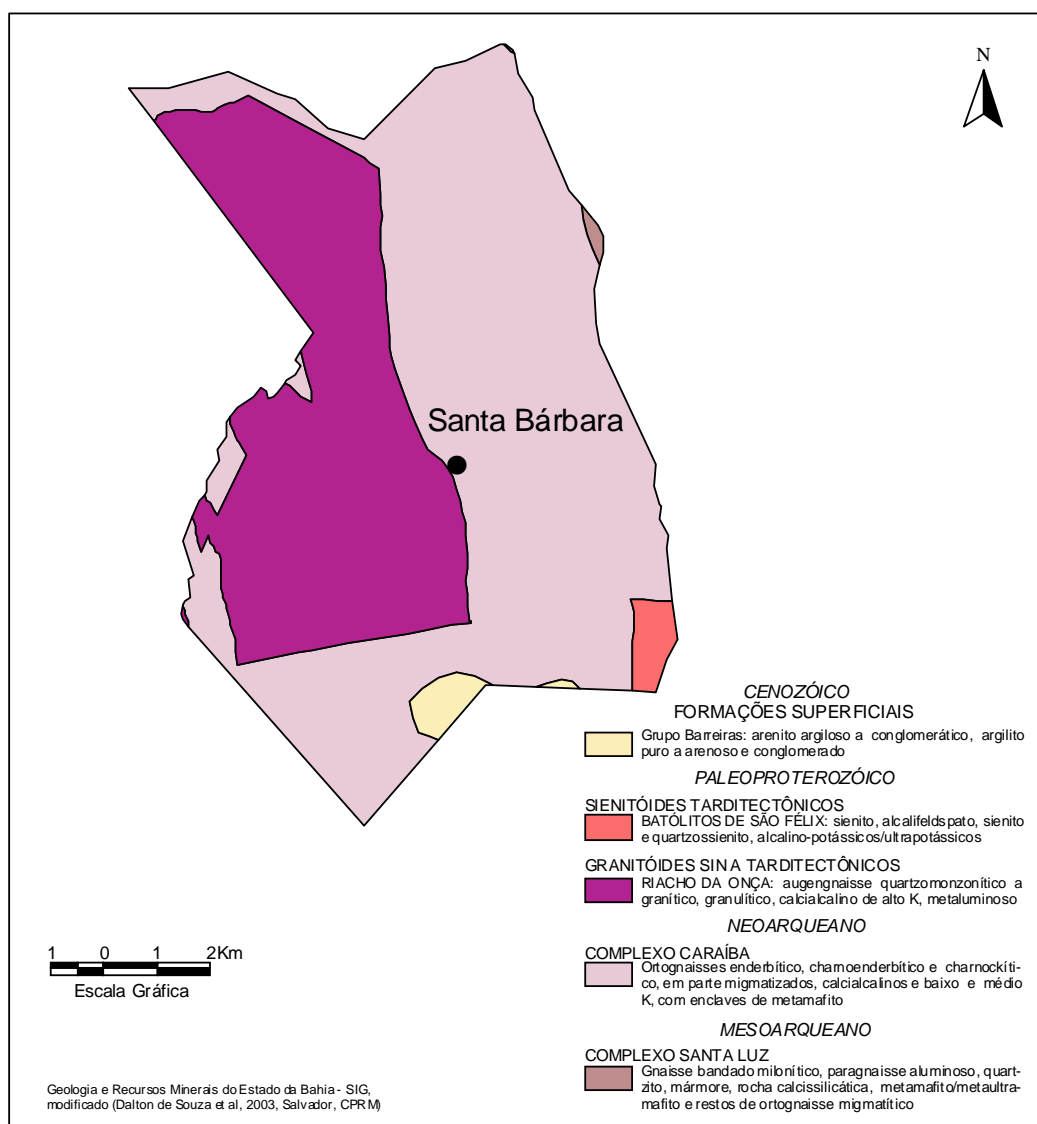 N
Santa Bárbara
CENOZÓICO
FORMAÇÕES SUPERFICIAIS
Grupo Barreiras: arenito argiloso a conglomerático, argilito
puro a arenoso e conglomerado
PALEOPROTEROZÓICO
SIENITÓIDES TARDITECTÔNICOS
BATÓLITOS DE SÃO FÉLIX: sienito, alcalifeldspato, sienito
e quartzossienito, alcalino-potássicos/ultrapotássicos
GRANITÓIDES SIN A TARDITECTÔNICOS
RIACHO DA ONÇA: augengnaisse quartzomonzonítico a
granítico, granulítico, calcialcalino de alto K, metaluminoso
NEOARQUEANO
COMPLEXO CARAÍBA
Ortognaisses enderbítico, charnoenderbítico e charnockíti-
co, em parte migmatizados, calcialcalinos e baixo e médio
K, com enclaves de metamafito
MESOARQUEANO
COMPLEXO SANTA LUZ
Gnaisse bandado milonítico, paragnaisse aluminoso, quart-
zito, mármore, rocha calcissilicática, metamafito/metaultra-
mafito e restos de ortognaisse migmatítico
1 0 1 2Km
Escala Gráfica
Geologia e Recursos Minerais do Estado da Bahia - SIG,
modificado (Dalton de Souza et al, 2003, Salvador, CPRM)